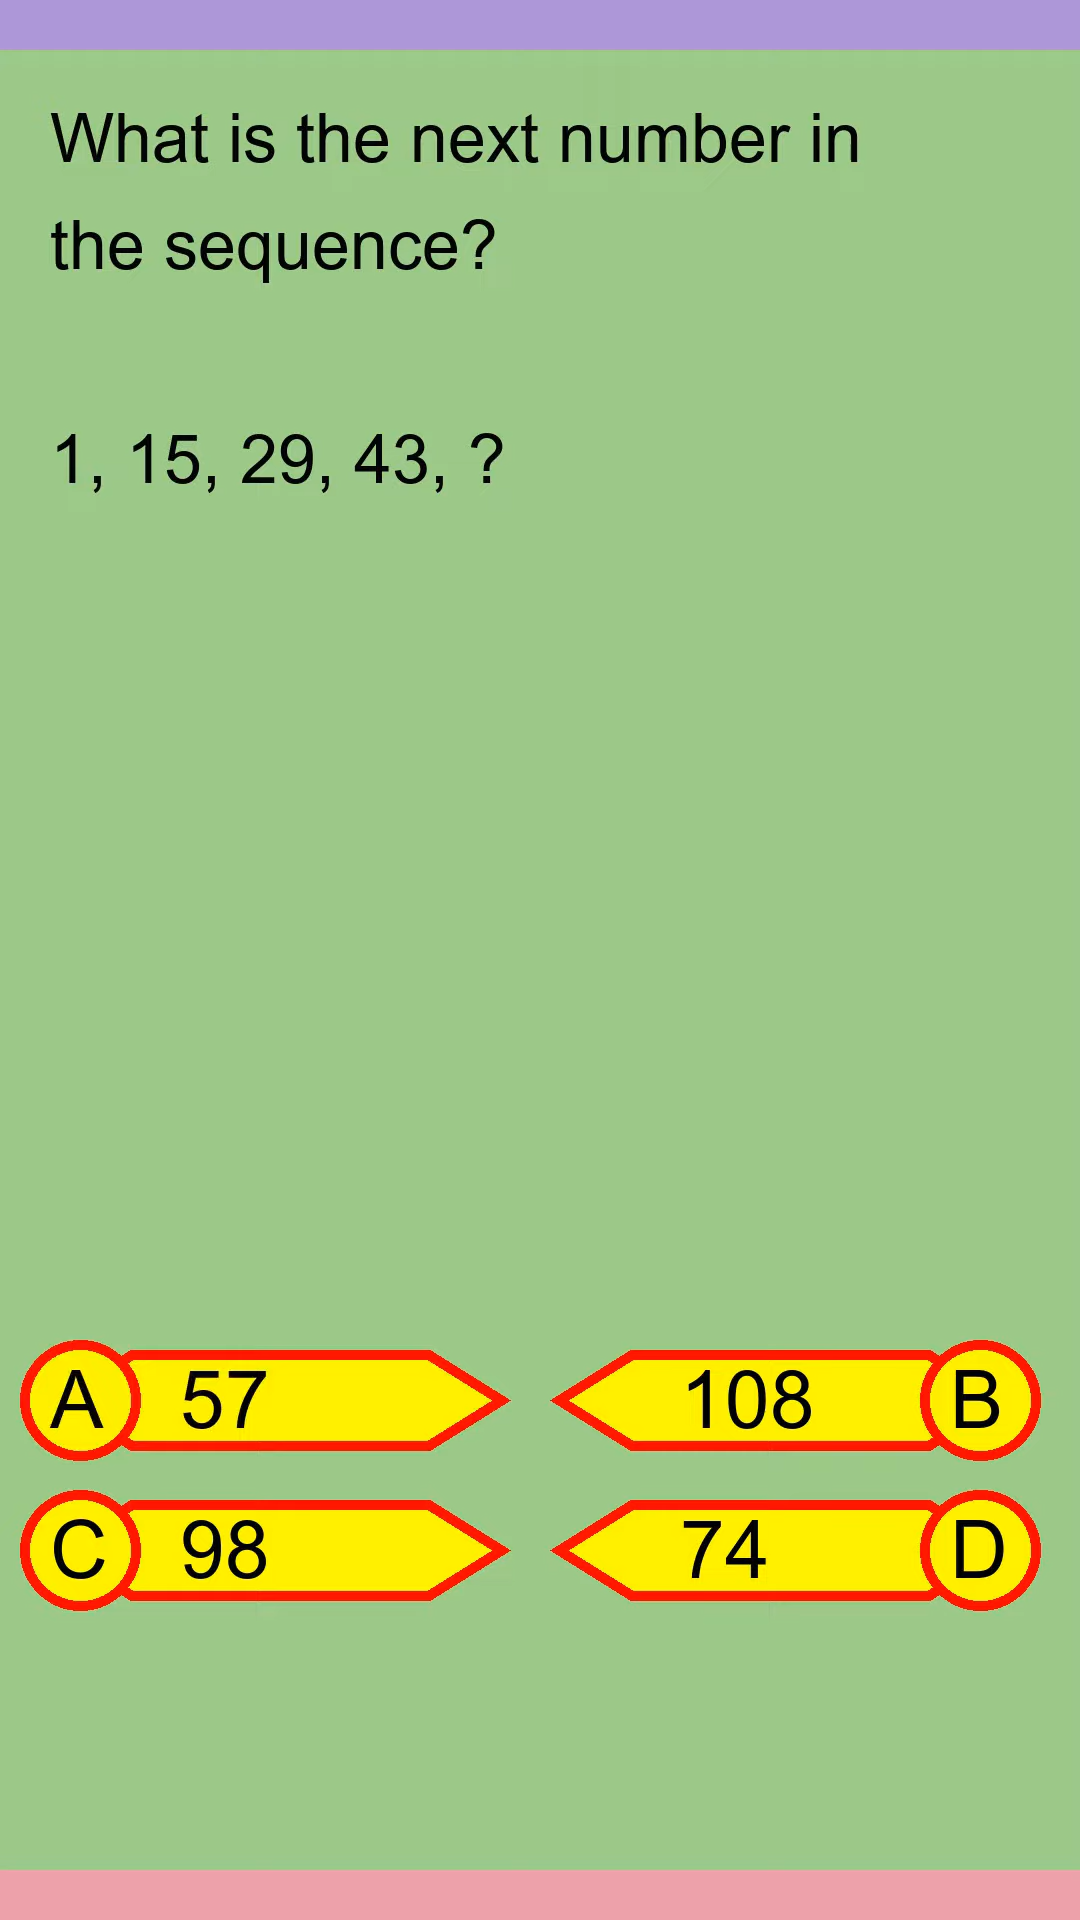 What is the next number in
the sequence?
1, 15, 29, 43, ?
A 57
108 B
C 98
74 D